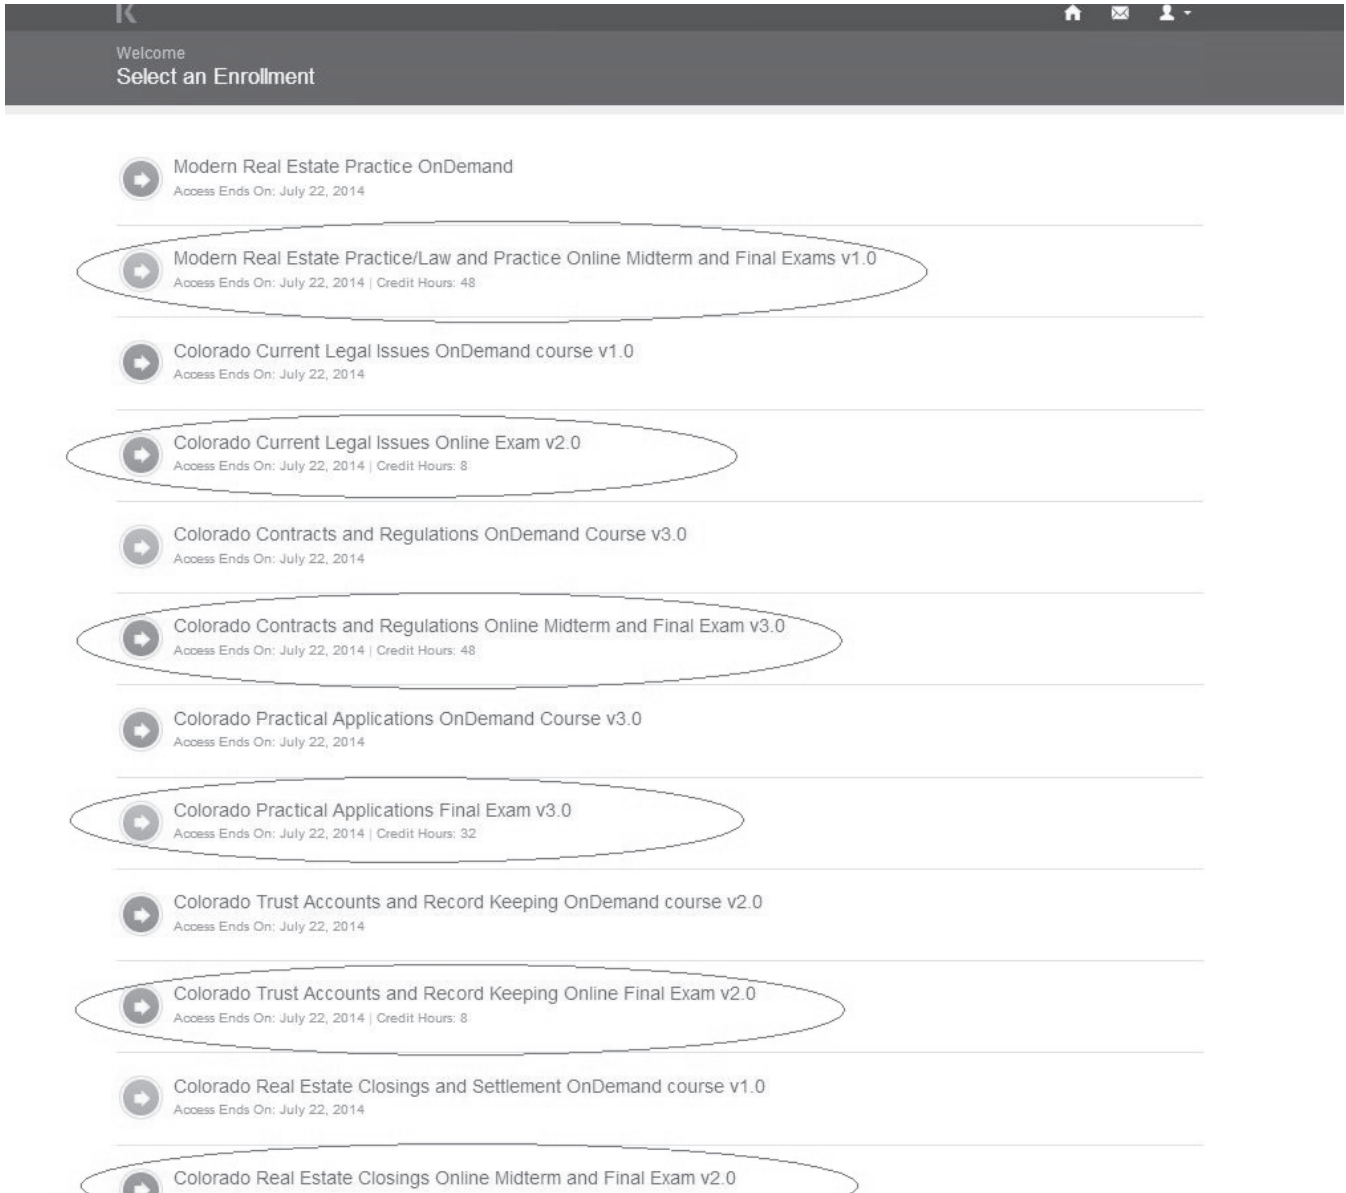 K
Welcome
Select an Enrollment
Modern Real Estate Practice OnDemand
Access Ends On: July 22, 2014
Modern Real Estate Practice/Law and Practice Online Midterm and Final Exams v1.0
Access Ends On: July 22, 2014 | Credit Hours: 48
Colorado Current Legal Issues OnDemand course v1.0
Access Ends On: July 22, 2014
Colorado Current Legal Issues Online Exam v2.0
Access Ends On: July 22, 2014 | Credit Hours: 8
Colorado Contracts and Regulations OnDemand Course v3.0
Access Ends On: July 22, 2014
Colorado Contracts and Regulations Online Midterm and Final Exam v3.0
Access Ends On: July 22, 2014 | Credit Hours: 48
Colorado Practical Applications OnDemand Course v3.0
Access Ends On: July 22, 2014
Colorado Practical Applications Final Exam v3.0
Access Ends On: July 22, 2014 | Credit Hours: 32
Colorado Trust Accounts and Record Keeping OnDemand course v2.0
Access Ends On: July 22, 2014
Colorado Trust Accounts and Record Keeping Online Final Exam v2.0
Access Ends On: July 22, 2014 | Credit Hours: 8
Colorado Real Estate Closings and Settlement OnDemand course v1.0
Access Ends On: July 22, 2014
Colorado Real Estate Closings Online Midterm and Final Exam v2.0